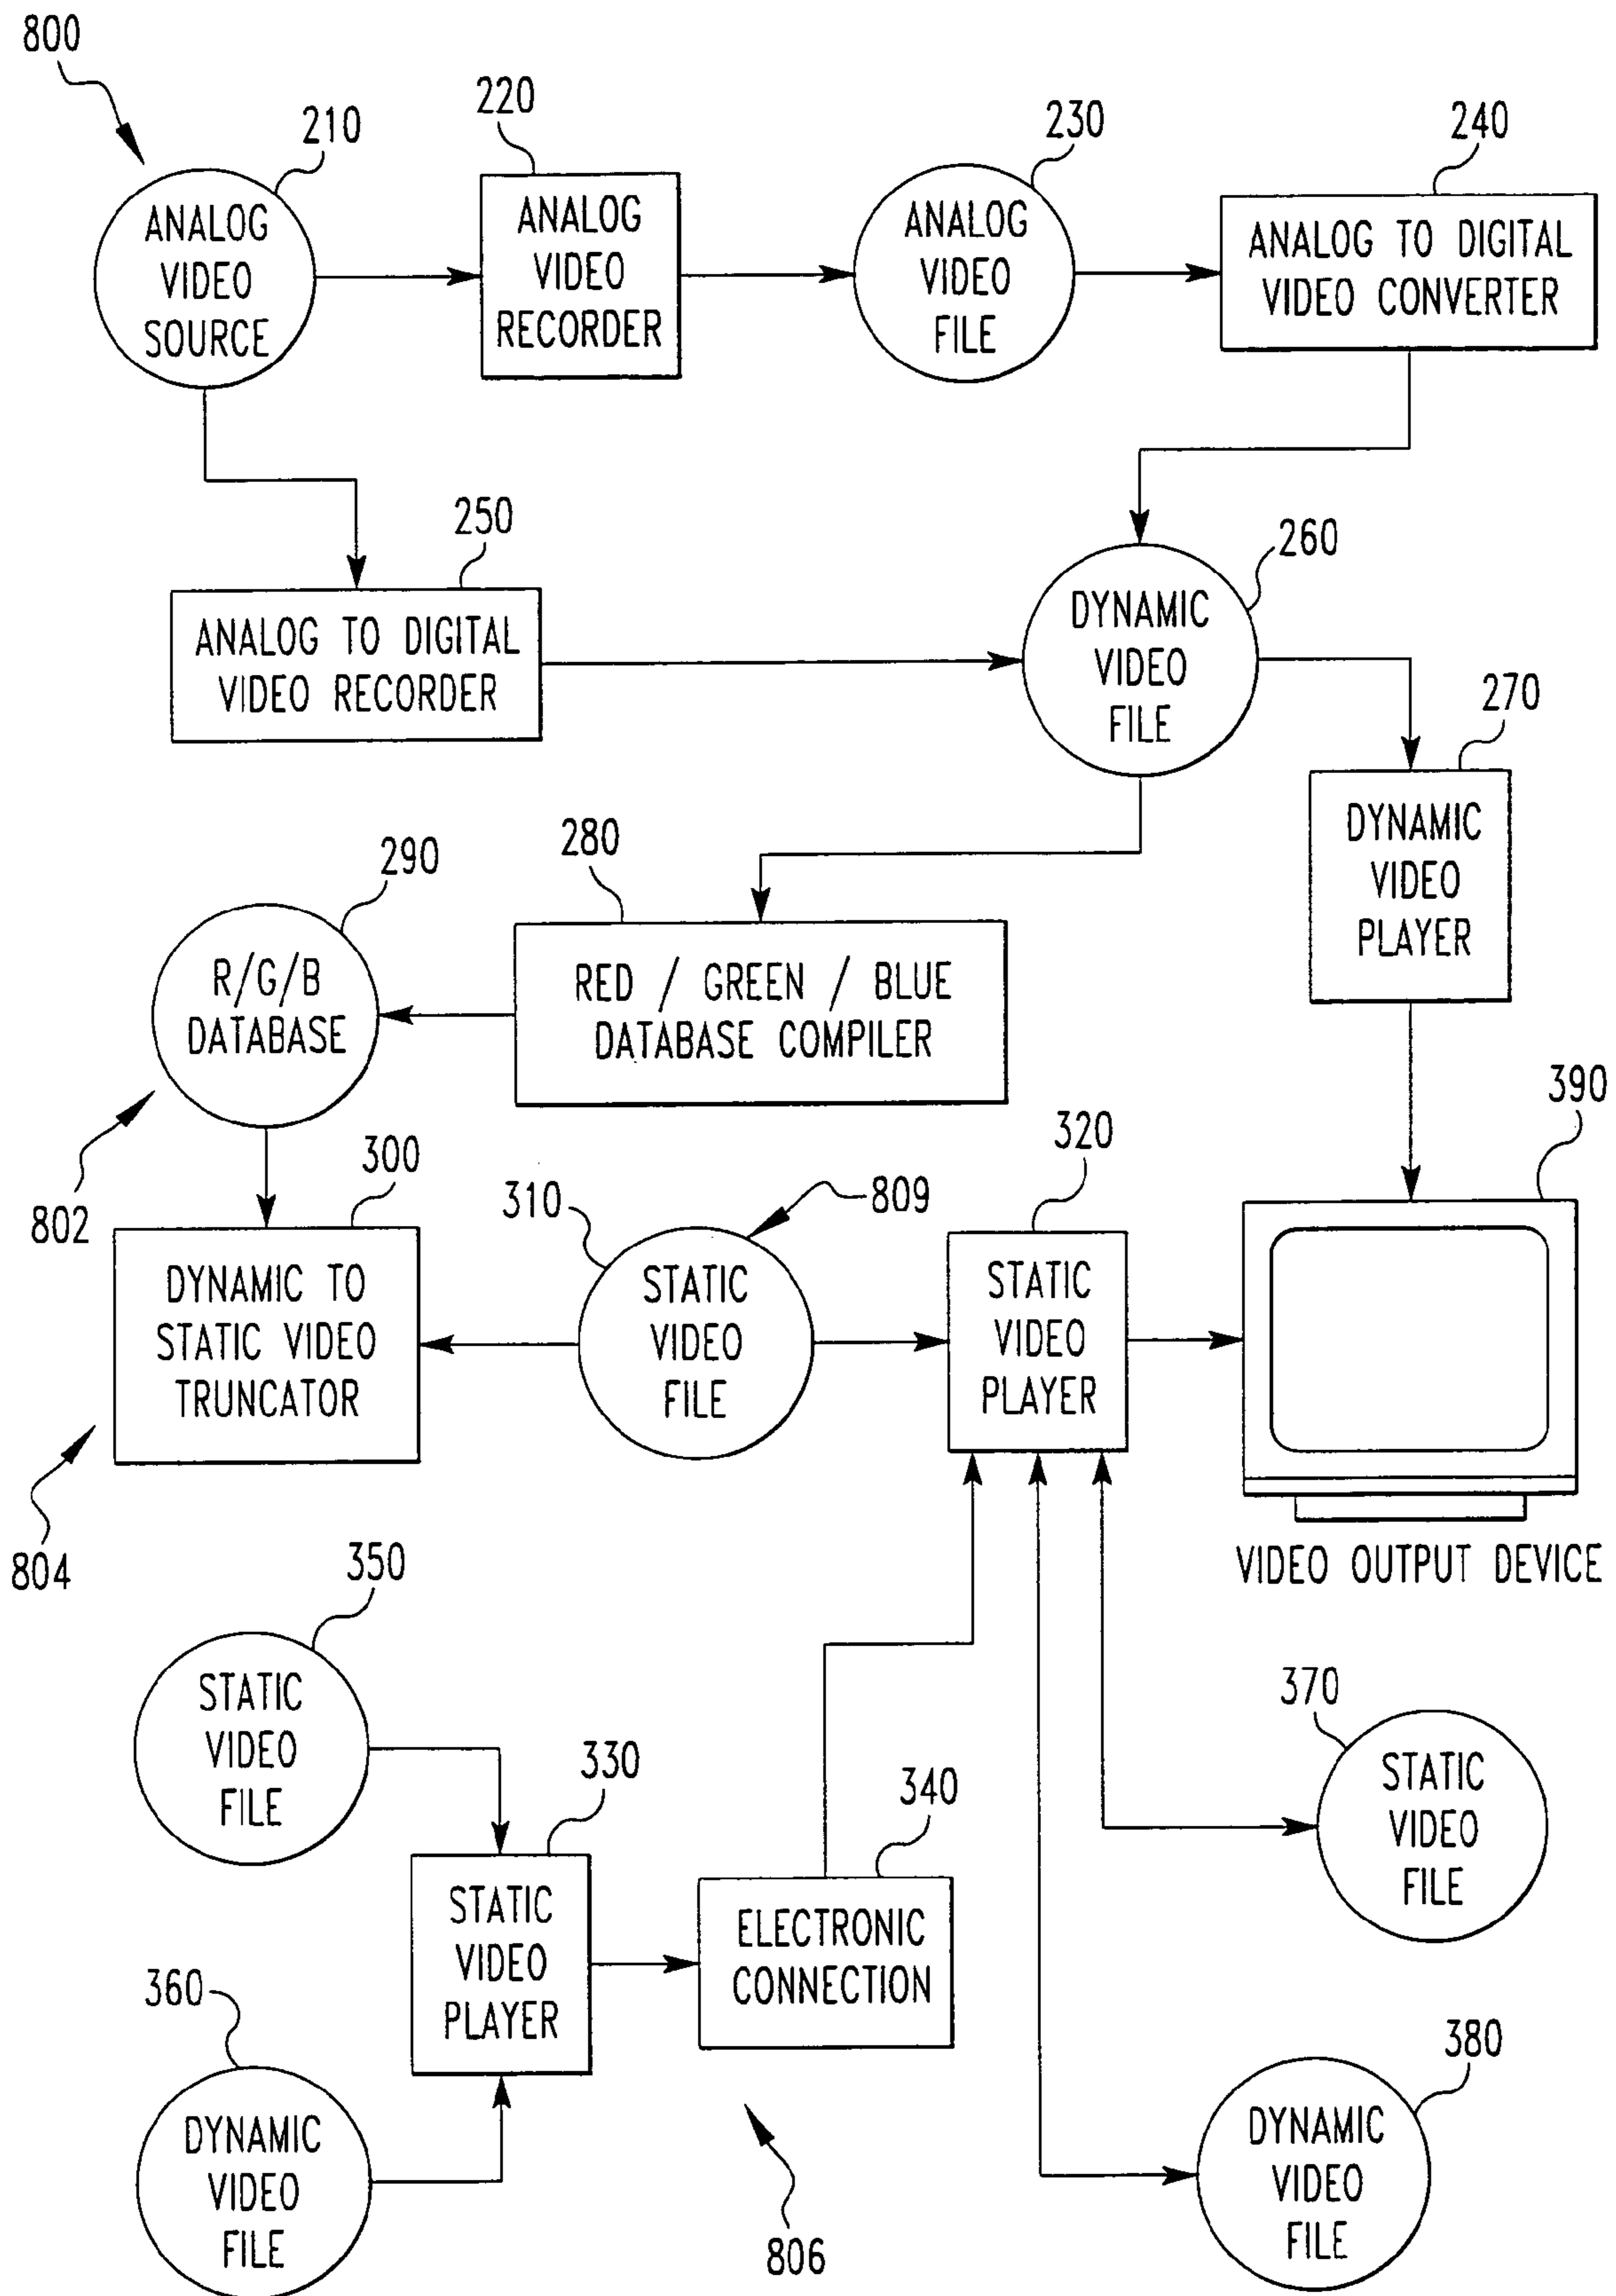 800
210
220
230
240
ANALOG
VIDEO
SOURCE
ANALOG
VIDEO
RECORDER
ANALOG
VIDEO
FILE
ANALOG TO DIGITAL
VIDEO CONVERTER
250
260
ANALOG TO DIGITAL
VIDEO RECORDER
DYNAMIC
VIDEO
FILE
270
DYNAMIC
VIDEO
PLAYER
280
290
R/G/B
DATABASE
RED / GREEN / BLUE
DATABASE COMPILER
802
300
310
809
320
390
DYNAMIC TO
STATIC VIDEO
TRUNCATOR
STATIC
VIDEO
FILE
STATIC
VIDEO
PLAYER
VIDEO OUTPUT DEVICE
804
350
STATIC
VIDEO
FILE
330
340
370
STATIC
VIDEO
FILE
STATIC
VIDEO
PLAYER
ELECTRONIC
CONNECTION
360
DYNAMIC
VIDEO
FILE
806
380
DYNAMIC
VIDEO
FILE